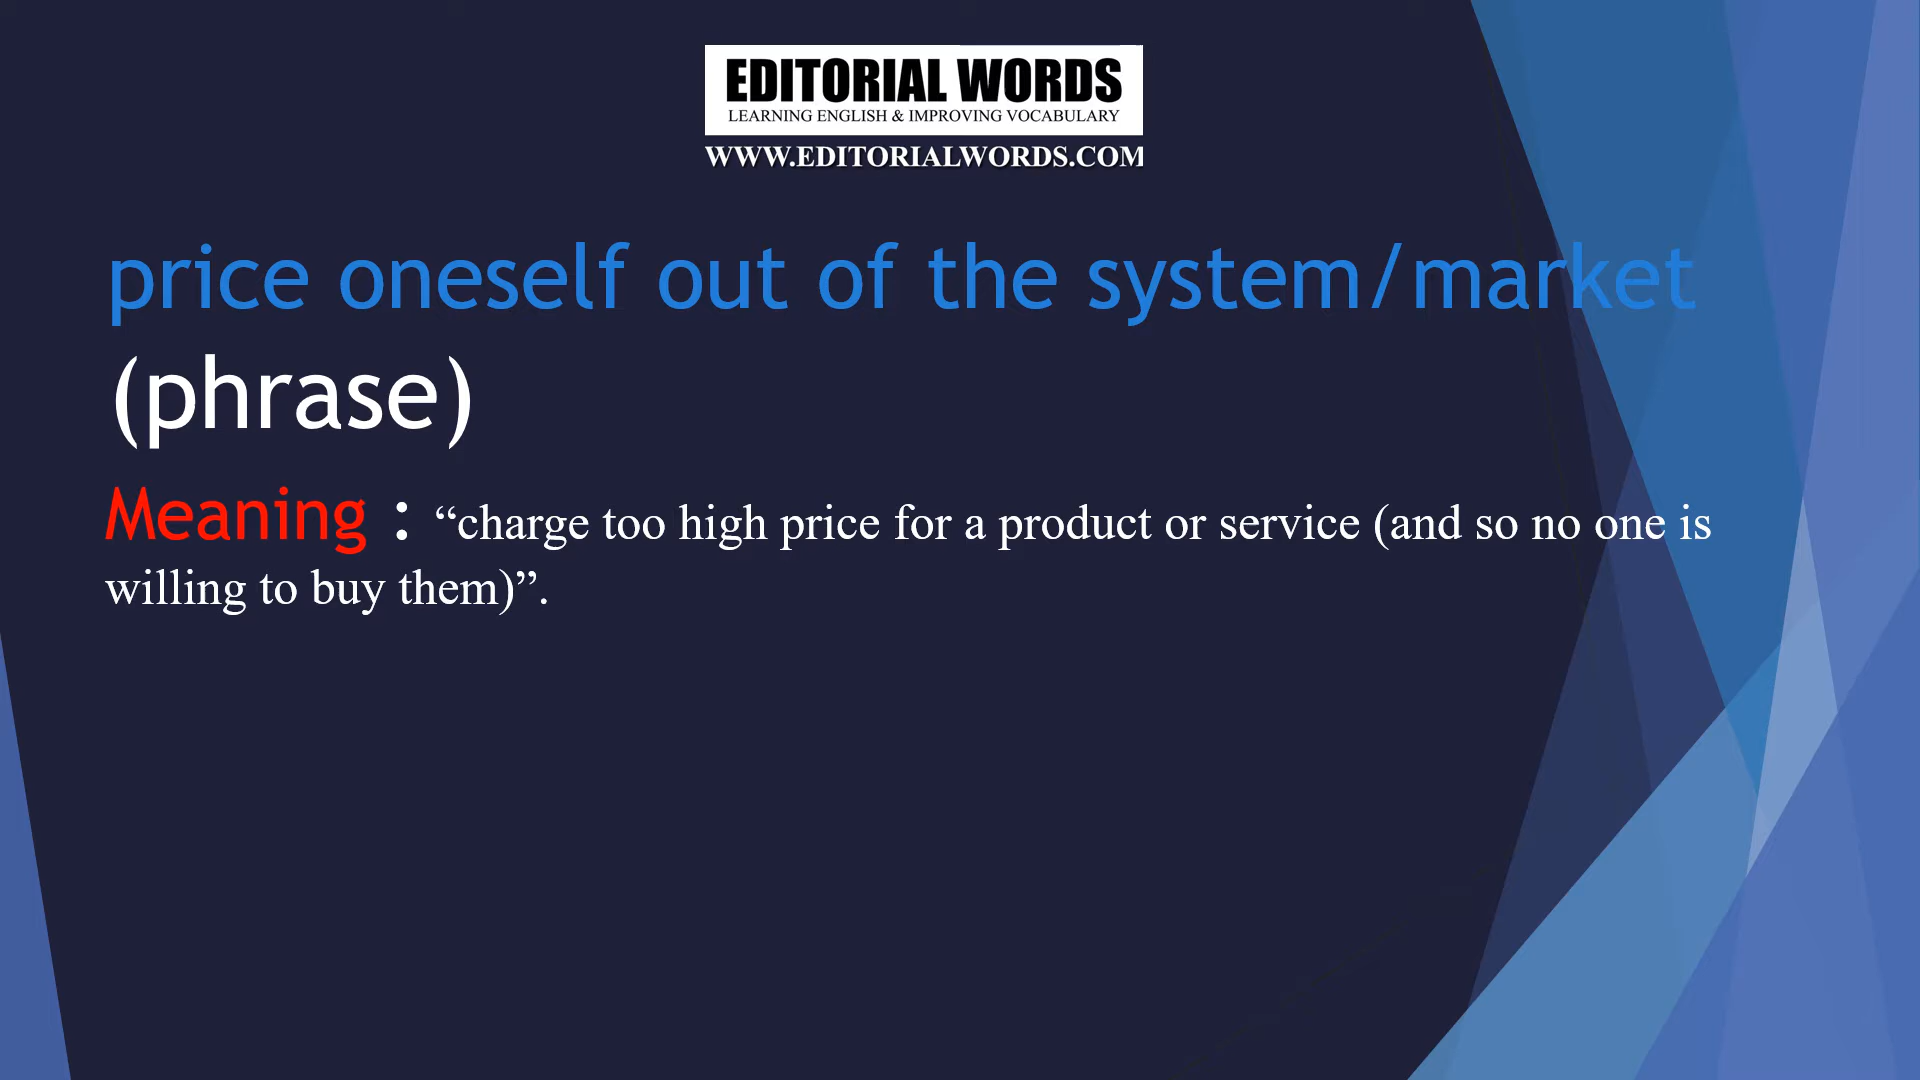 EDITORIAL WORDS
LEARNING ENGLISH & IMPROVING VOCABULARY
WWW.EDITORIALWORDS.COM
price oneself out of the system/market
(phrase)
Meaning : “charge too high price for a product or service (and so no one is
willing to buy them)”.